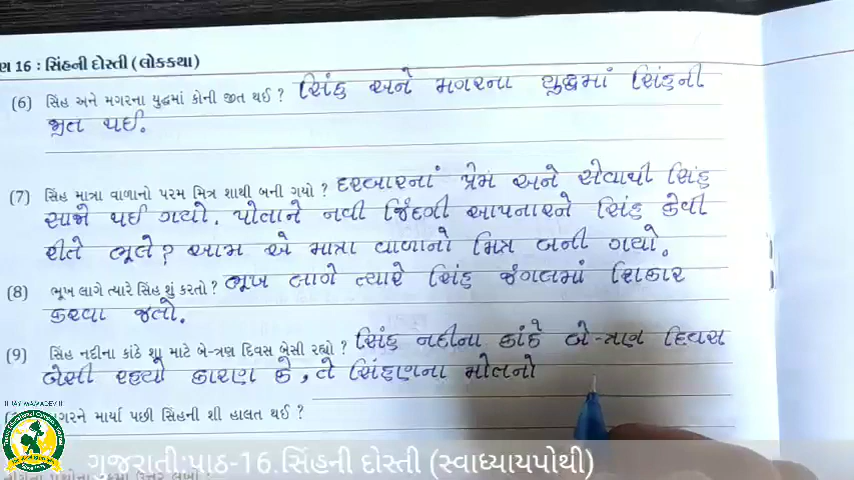 ણ 16 : સિંહની દોસ્તી (લોકકથા)
(6) સિંહ અને મગરના યુદ્ધમાં કોની જીત થઈ ? સિંહ અને મગરના યુદ્ધમાં સિંહની
જીત થઈ.
(7) સિંહ માત્રા વાળાનો પરમ મિત્ર શાથી બની ગયો ? દરબારનાં પ્રેમ અને સેવાથી સિંહ
સાજો થઈ ગયો. પોતાને નવી જિંદગી આપનારને સિંહ કેવી
રીતે ભૂલે? આમ એ માત્રા વાળાનો મિત્ર બની ગયો.
(8) ભૂખ લાગે ત્યારે સિંહ શું કરતો ? ભૂખ લાગે ત્યારે સિંહ જંગલમાં શિકાર
કરવા જતો.
(9) સિંહ નદીના કાંઠે શા માટે બે-ત્રણ દિવસ બેસી રહ્યો ? સિંહ નદીના કાંઠે બે-ત્રણ દિવસ
બેસી રહ્યો કારણ કે, તે સિંહણના મોતનો
મગરને માર્યા પછી સિંહની શી હાલત થઈ ?
ગુજરાતી:પાઠ-16.સિંહની દોસ્તી (સ્વાધ્યાયપોથી)